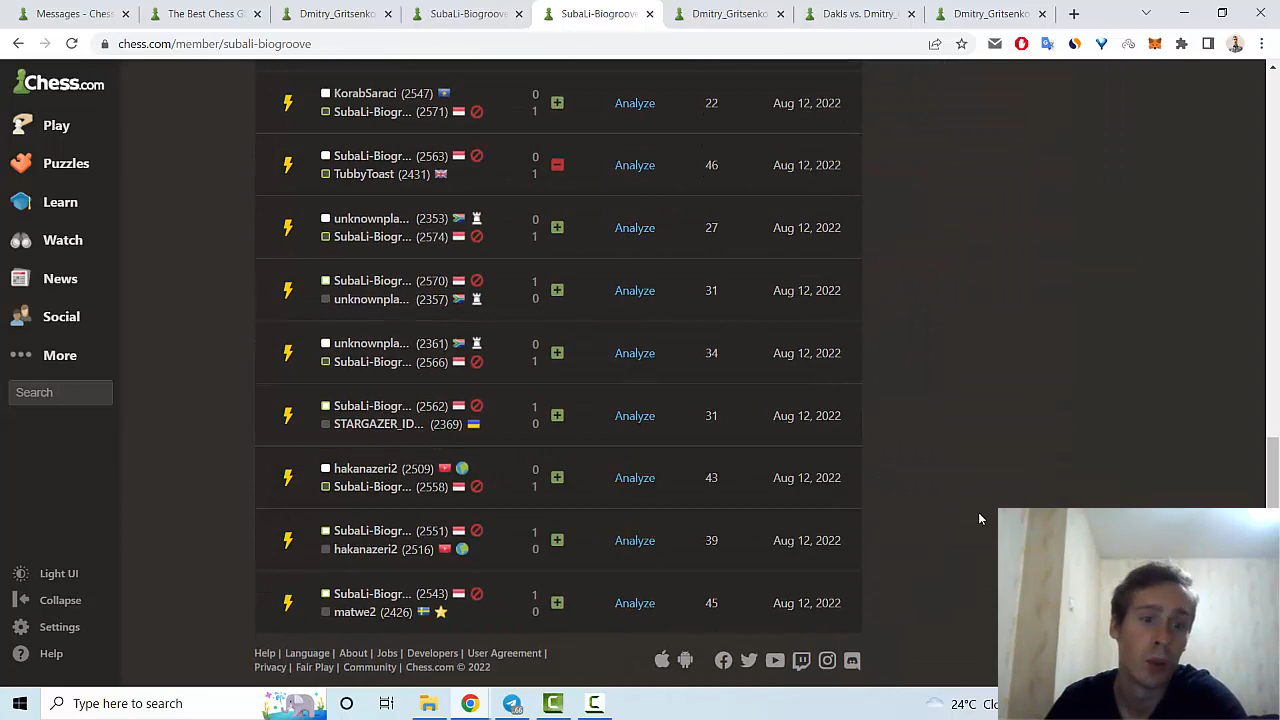 Messages - Chess
The Best Chess G
Dmitry_Gritsenko
SubaLi-Biogroove
SubaLi-Biogroove
Dmitry_Gritsenko
Dakls vs. Dmitry_
Dmitry_Gritsenko
chess.com/member/subali-biogroove
Chess.com
Play
Puzzles
Learn
Watch
News
Social
More
Search
Light UI
Collapse
Settings
Help
KorabSaraci (2547) 0
SubaLi-Biogr... (2571) 1
Analyze 22 Aug 12, 2022
SubaLi-Biogr... (2563) 0
TubbyToast (2431) 1
Analyze 46 Aug 12, 2022
unknownpla... (2353) 0
SubaLi-Biogr... (2574) 1
Analyze 27 Aug 12, 2022
SubaLi-Biogr... (2570) 1
unknownpla... (2357) 0
Analyze 31 Aug 12, 2022
unknownpla... (2361) 0
SubaLi-Biogr... (2566) 1
Analyze 34 Aug 12, 2022
SubaLi-Biogr... (2562) 1
STARGAZER_ID... (2369) 0
Analyze 31 Aug 12, 2022
hakanazeri2 (2509) 0
SubaLi-Biogr... (2558) 1
Analyze 43 Aug 12, 2022
SubaLi-Biogr... (2551) 1
hakanazeri2 (2516) 0
Analyze 39 Aug 12, 2022
SubaLi-Biogr... (2543) 1
matwe2 (2426) 0
Analyze 45 Aug 12, 2022
Help | Language | About | Jobs | Developers | User Agreement |
Privacy | Fair Play | Community | Chess.com © 2022
Type here to search
66
24°C Clo